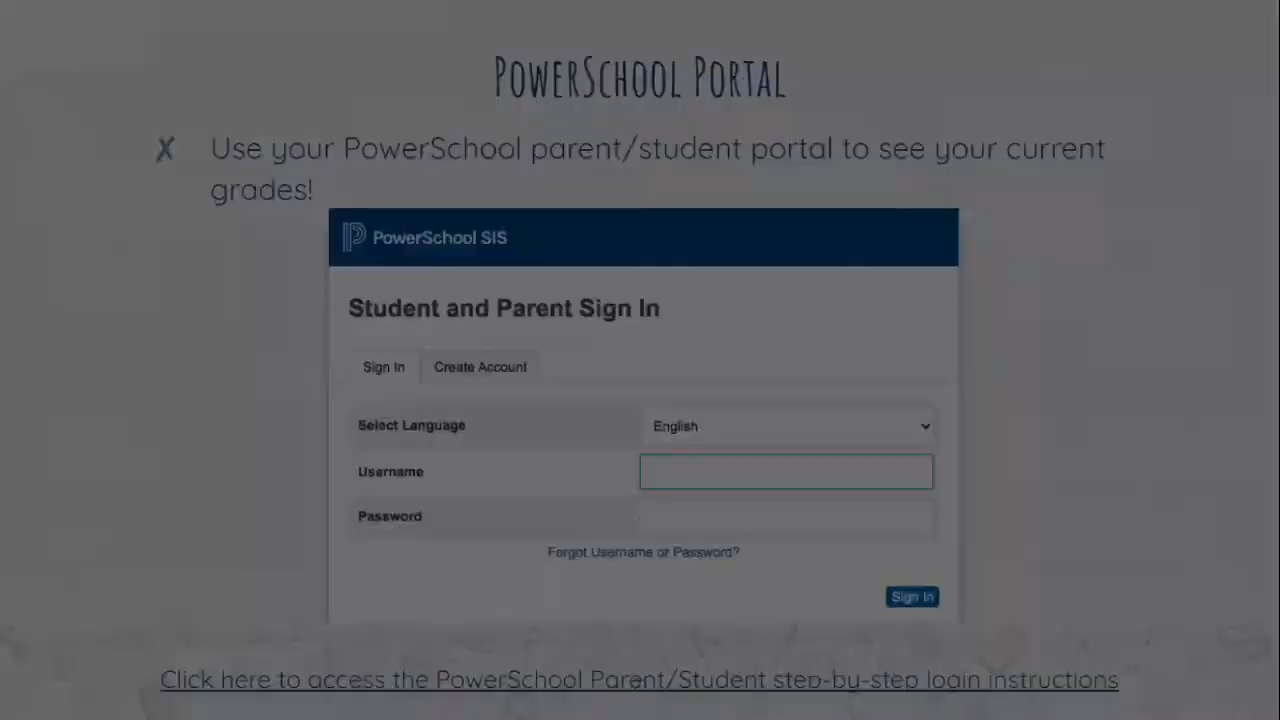 PowerSchool Portal
✗ Use your PowerSchool parent/student portal to see your current
grades!
PowerSchool SIS
Student and Parent Sign In
Sign In Create Account
Select Language English
Username
Password
Forgot Username or Password?
Sign In
Click here to access the PowerSchool Parent/Student step-by-step login instructions